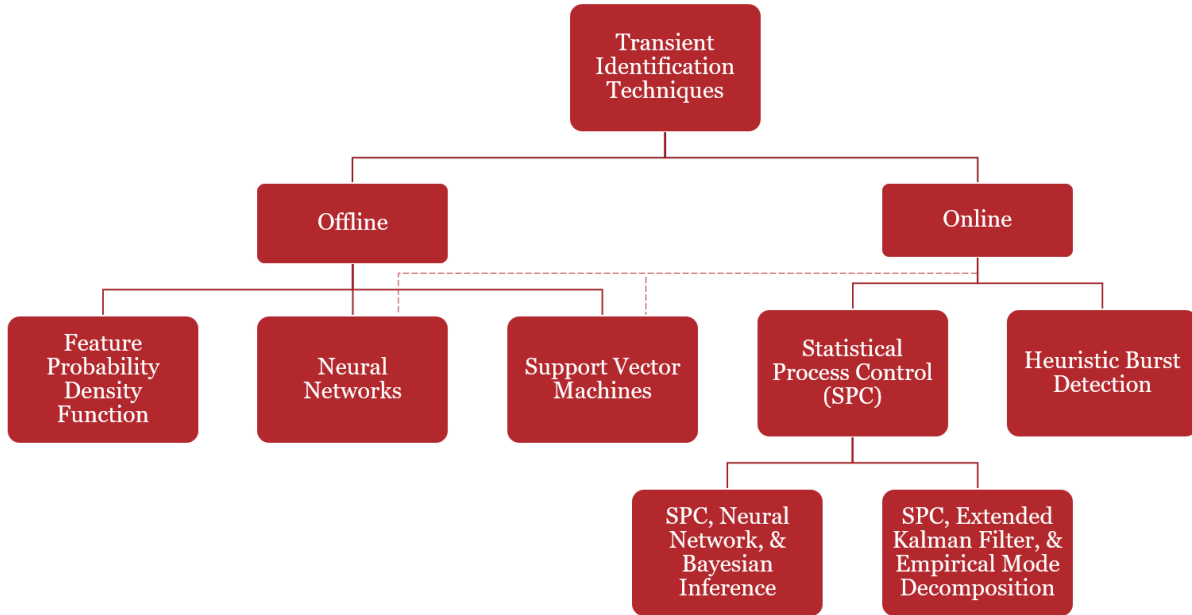 Transient
Identification
Techniques
Offline
Online
Feature
Probability
Density
Function
Neural
Networks
Support Vector
Machines
Statistical
Process Control
(SPC)
Heuristic Burst
Detection
SPC, Neural
Network, &
Bayesian
Inference
SPC, Extended
Kalman Filter, &
Empirical Mode
Decomposition